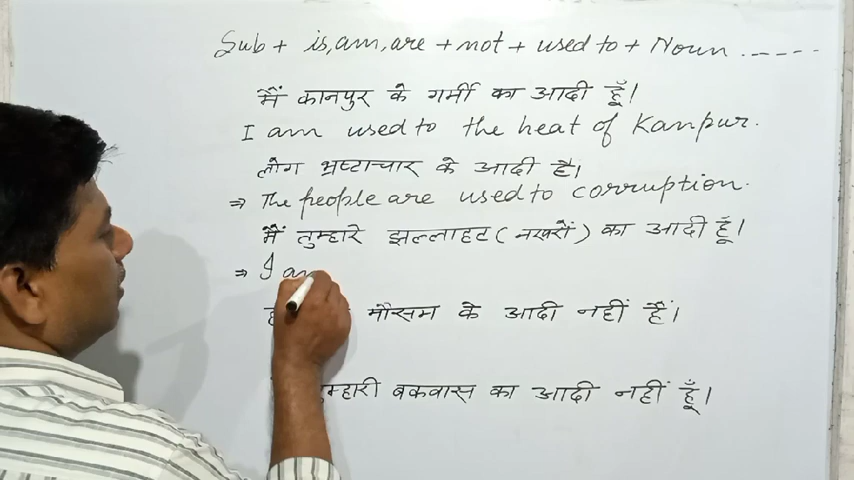 Sub + is, am, are + not + used to + Noun -----
मैं कानपुर के गर्मी का आदी हूँ।
I am used to the heat of Kanpur.
लोग भ्रष्टाचार के आदी है।
⇒ The people are used to corruption.
मैं तुम्हारे झल्लाहट (नखरों) का आदी हूँ।
⇒ I am
मौसम के आदी नहीं हैं।
तुम्हारी बकवास का आदी नहीं हूँ।